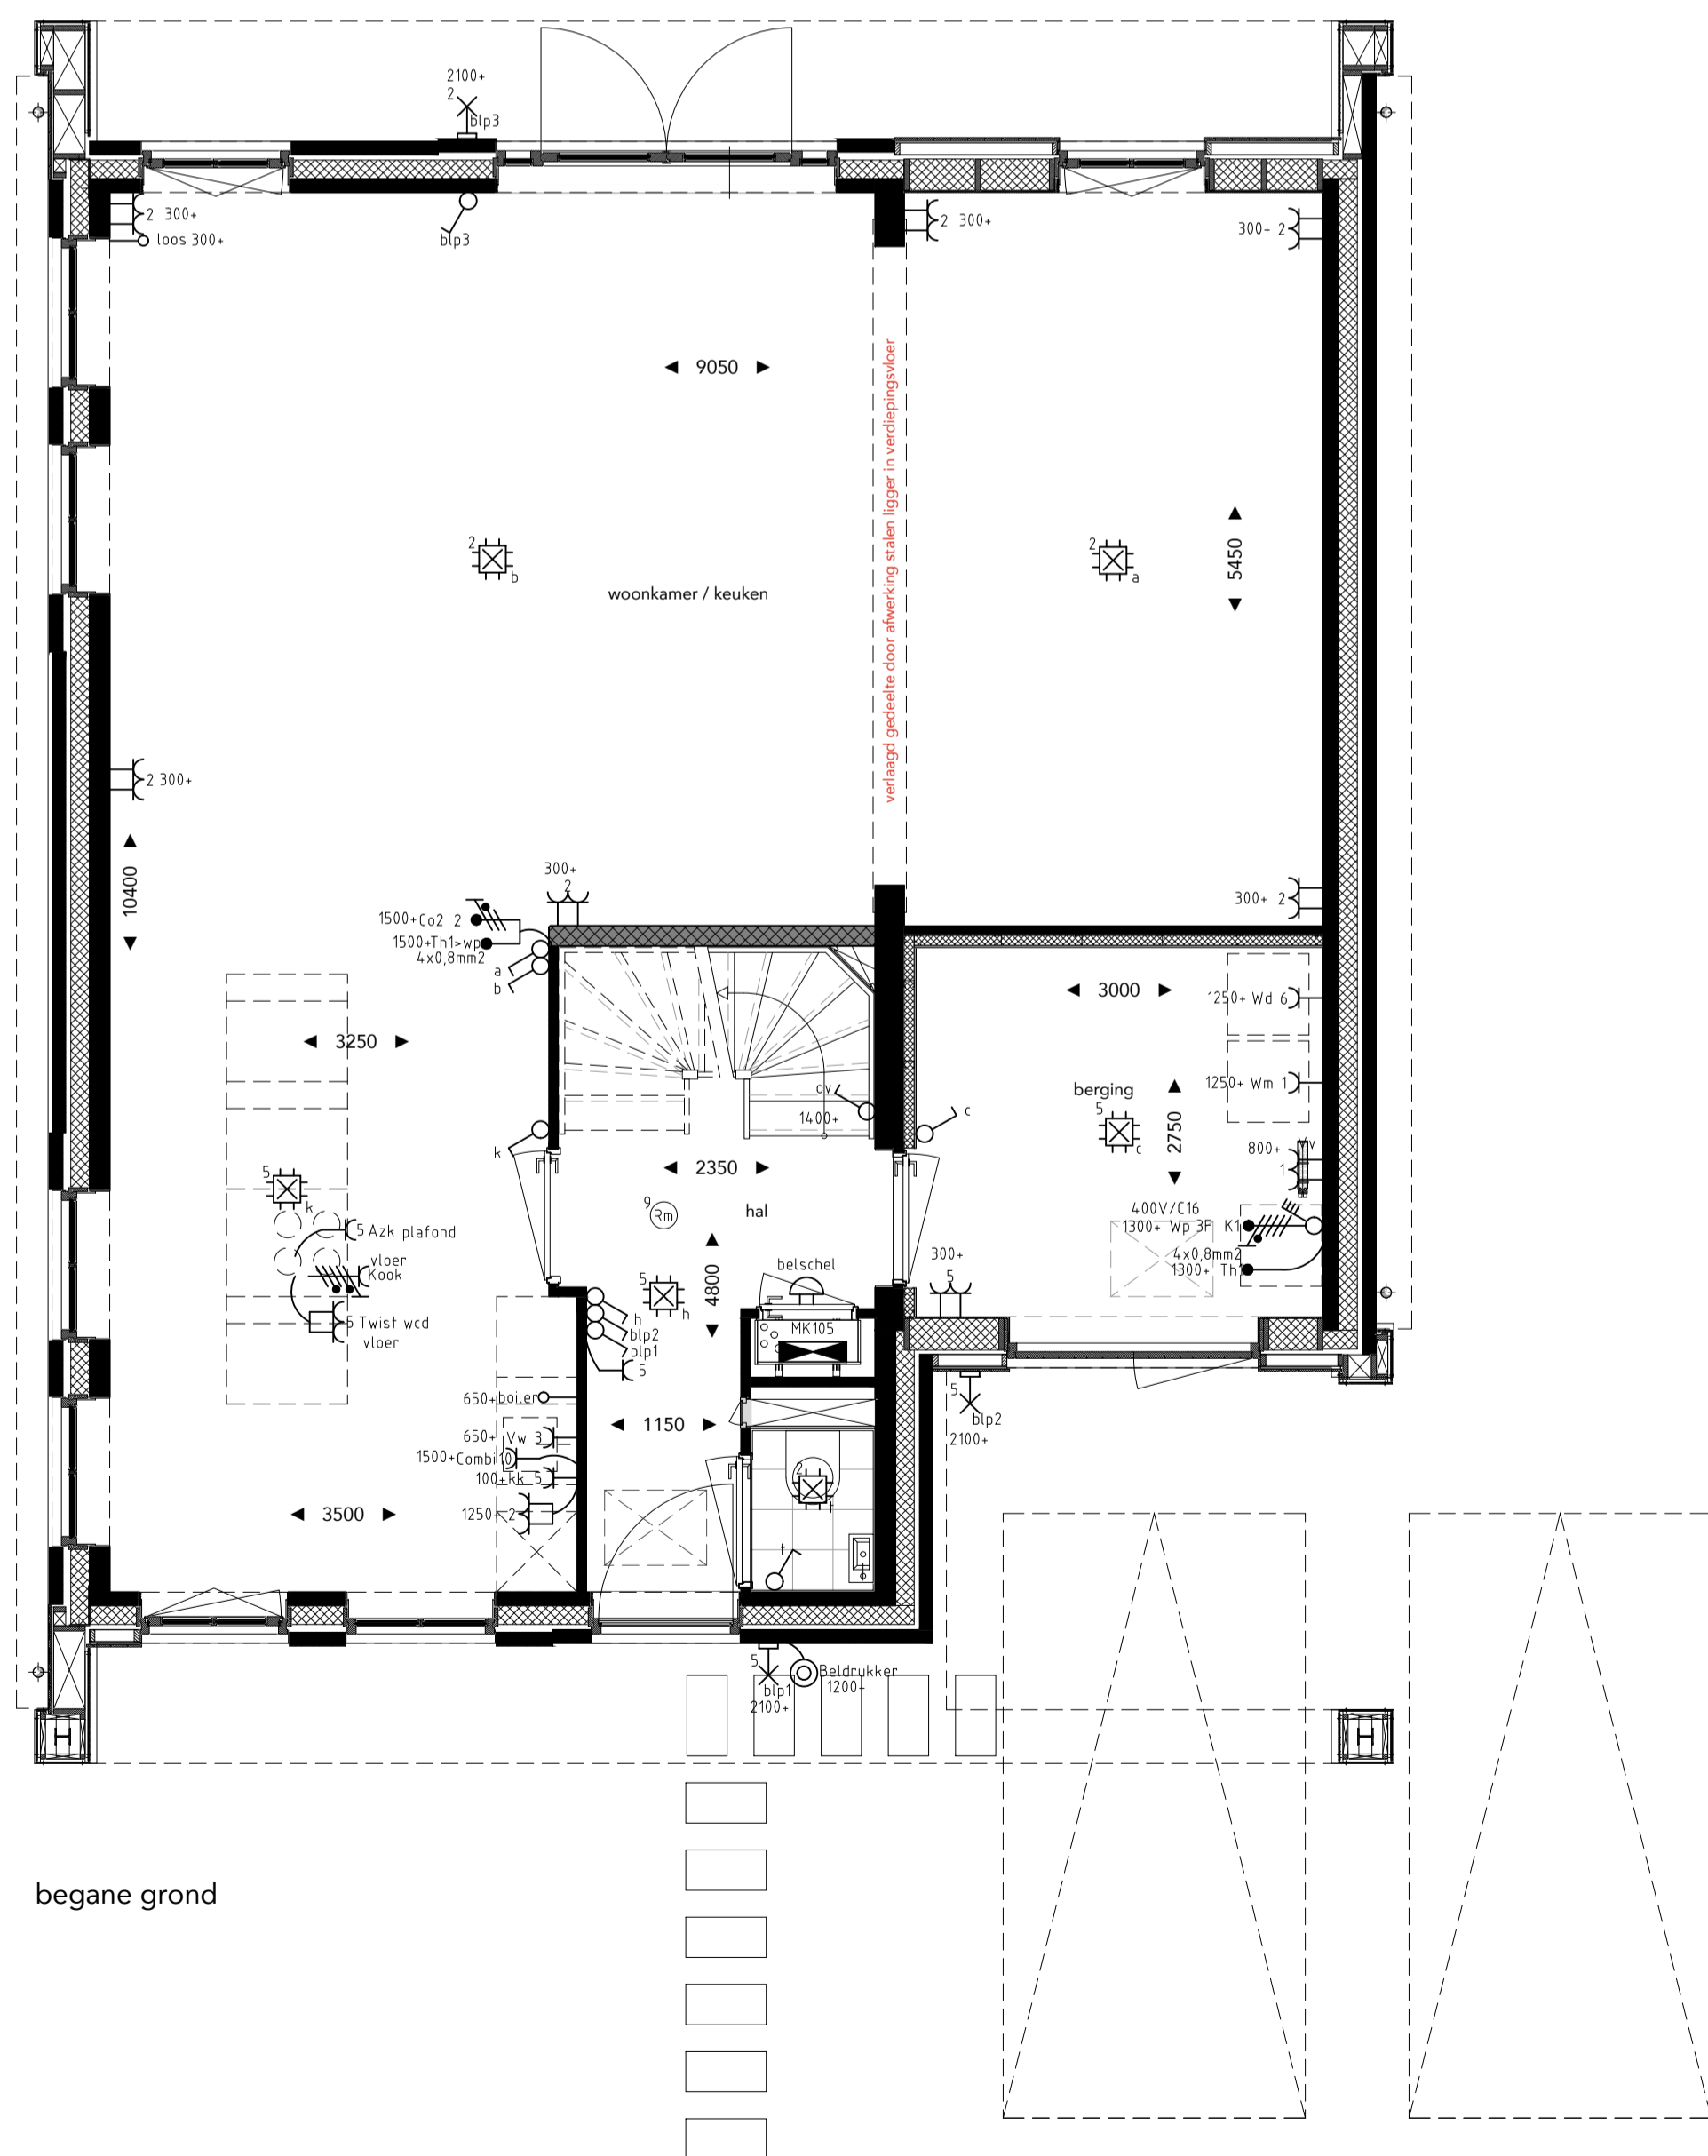 2100+
2
blp3
2 300+
loos 300+
blp3
2 300+
300+ 2
9050
verlaagd gedeelte door afwerking stalen ligger in verdiepingsvloer
2
b
woonkamer / keuken
2
a
5450
2 300+
10400
300+
2
300+ 2
1500+Co2 2
1500+Th1>wp
4x0,8mm2
a
b
3250
3000
1250+ Wd 6
1250+ Wm 1
berging
5
c
2750
ov
1400+
c
k
2350
800+
1
Vv
5
k
9
Rm
hal
400V/C16
1300+ Wp 3F K1
4x0,8mm2
1300+ Th1
5 Azk plafond
vloer
Kook
5 Twist wcd
vloer
4800
belschel
MK105
300+
5
5
h
h
blp2
blp1
5
650+boiler
650+ Vw 3
1500+Combi10
100+kk 5
1250+ 2
1150
5
blp2
2100+
3500
2
t
t
5
blp1
2100+
Beldrukker
1200+
H
H
begane grond